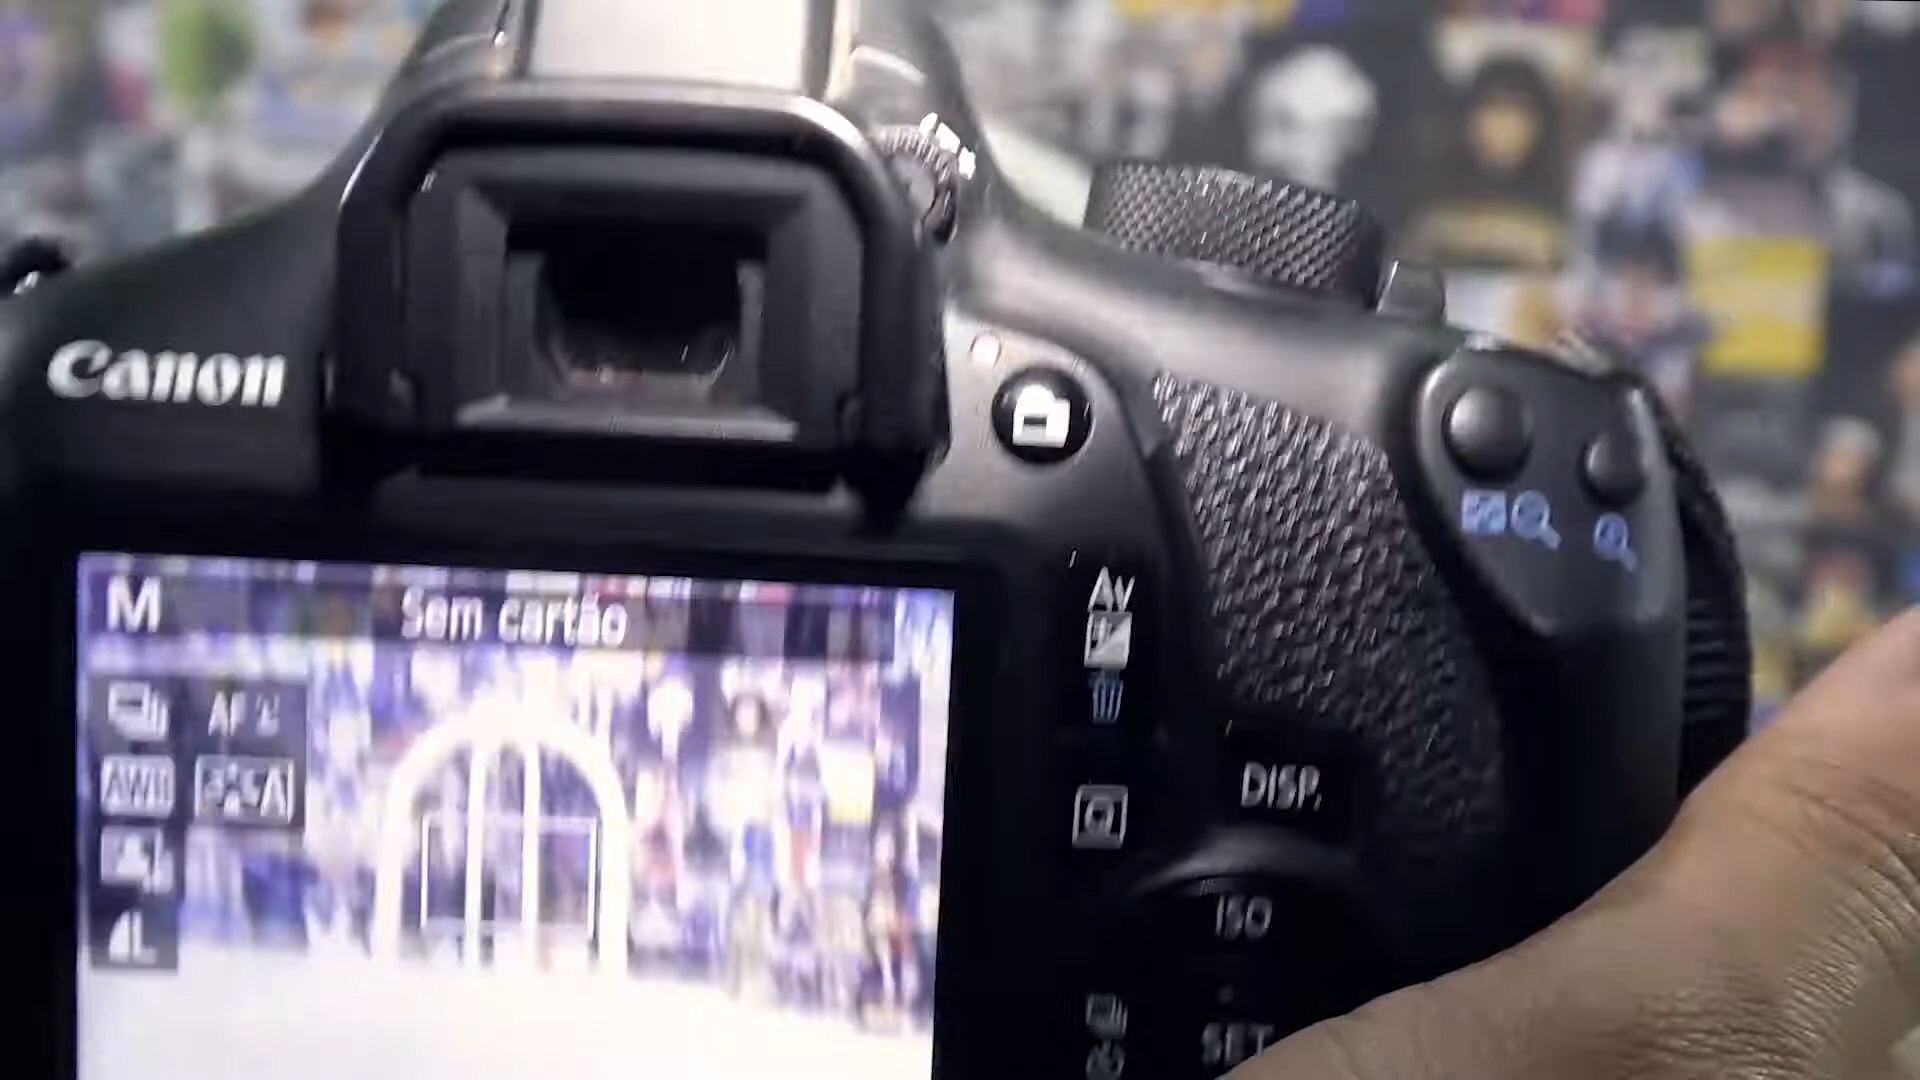 Canon
M
Sem cartão
AF
AWB
A
L
Av
DISP.
ISO
SET